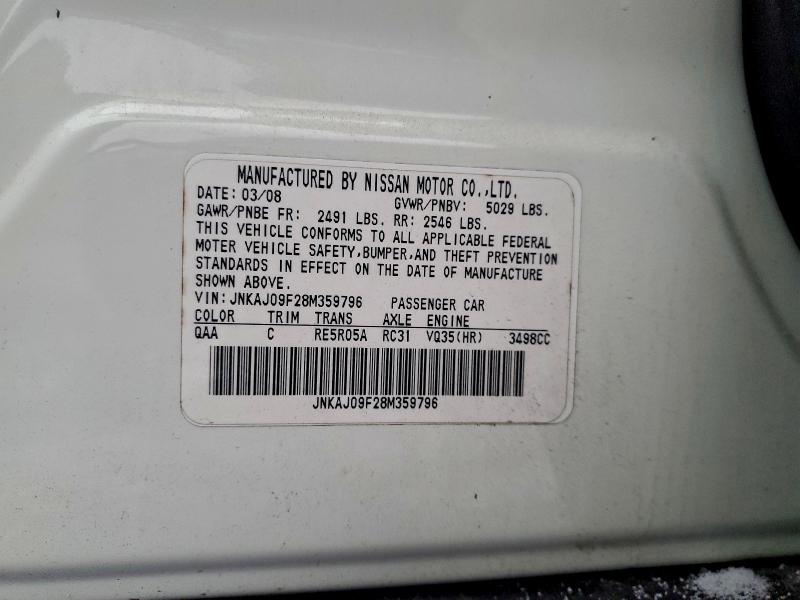 MANUFACTURED BY NISSAN MOTOR CO.,LTD.
DATE: 03/08 GVWR/PNBV: 5029 LBS.
GAWR/PNBE FR: 2491 LBS. RR: 2546 LBS.
THIS VEHICLE CONFORMS TO ALL APPLICABLE FEDERAL
MOTER VEHICLE SAFETY,BUMPER,AND THEFT PREVENTION
STANDARDS IN EFFECT ON THE DATE OF MANUFACTURE
SHOWN ABOVE.
VIN: JNKAJ09F28M359796 PASSENGER CAR
COLOR TRIM TRANS AXLE ENGINE
QAA C RE5R05A RC31 VQ35(HR) 3498CC
JNKAJ09F28M359796